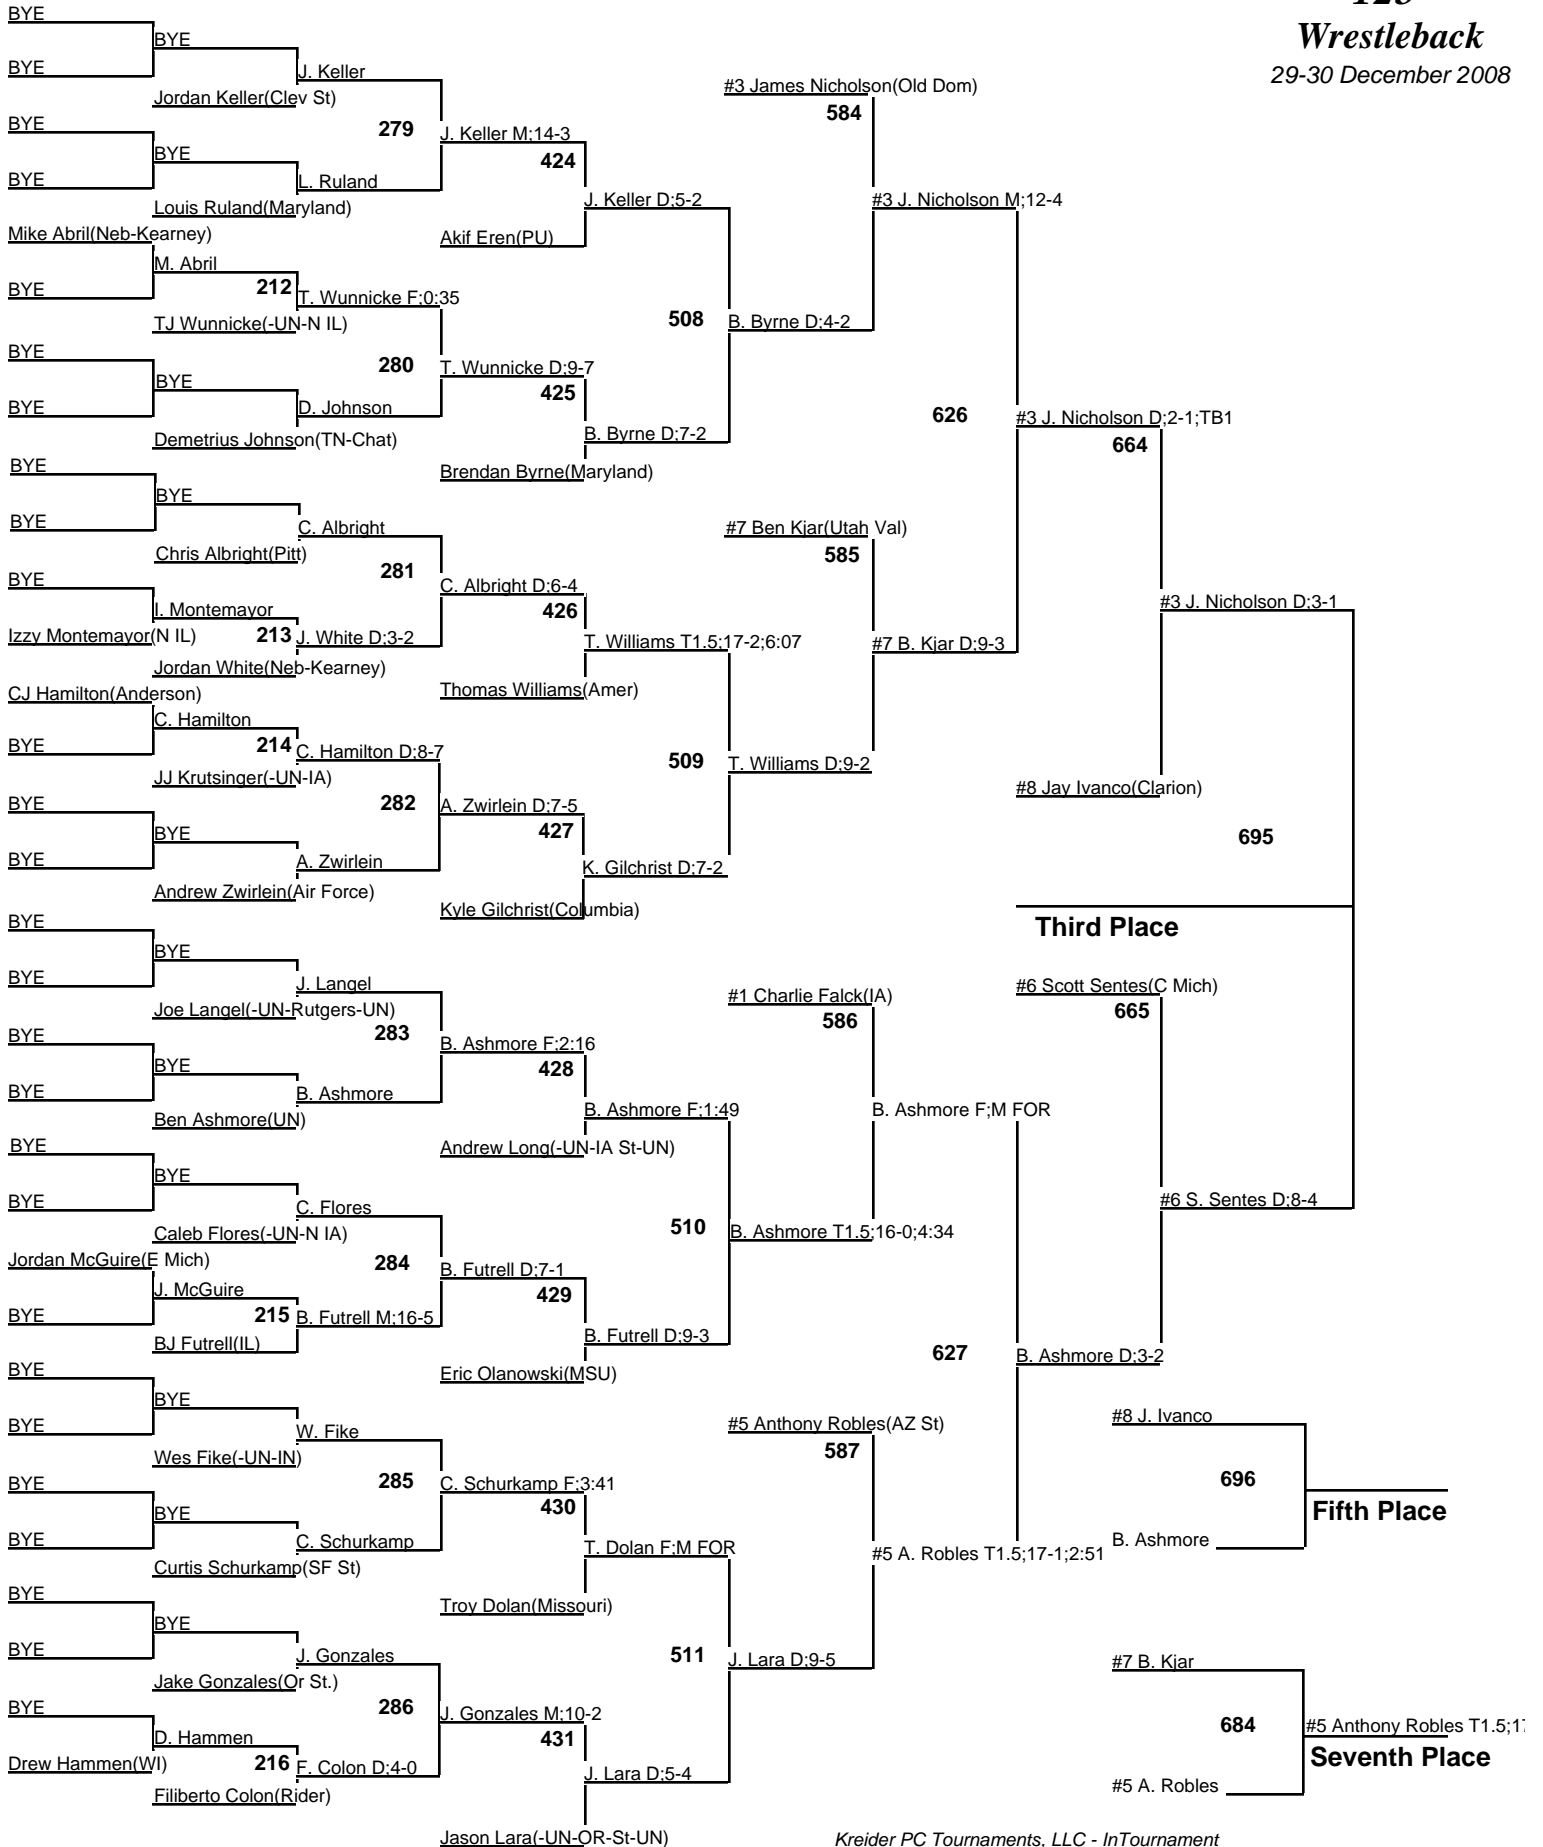 125
Wrestleback
29-30 December 2008
BYE
BYE
BYE
J. Keller
Jordan Keller(Clev St)
279
BYE
BYE
BYE
L. Ruland
Louis Ruland(Maryland)
J. Keller M;14-3
424
J. Keller D;5-2
Akif Eren(PU)
Mike Abril(Neb-Kearney)
M. Abril
BYE
212
T. Wunnicke F;0:35
TJ Wunnicke(-UN-N IL)
280
BYE
BYE
BYE
D. Johnson
Demetrius Johnson(TN-Chat)
T. Wunnicke D;9-7
425
B. Byrne D;7-2
Brendan Byrne(Maryland)
508
B. Byrne D;4-2
#3 James Nicholson(Old Dom)
584
#3 J. Nicholson M;12-4
BYE
BYE
BYE
C. Albright
Chris Albright(Pitt)
281
BYE
I. Montemayor
Izzy Montemayor(N IL)
213
J. White D;3-2
Jordan White(Neb-Kearney)
C. Albright D;6-4
426
T. Williams T1.5;17-2;6:07
Thomas Williams(Amer)
CJ Hamilton(Anderson)
C. Hamilton
BYE
214
C. Hamilton D;8-7
JJ Krutsinger(-UN-IA)
282
BYE
BYE
BYE
A. Zwirlein
Andrew Zwirlein(Air Force)
A. Zwirlein D;7-5
427
K. Gilchrist D;7-2
Kyle Gilchrist(Columbia)
509
T. Williams D;9-2
#7 Ben Kjar(Utah Val)
585
#7 B. Kjar D;9-3
626
#3 J. Nicholson D;2-1;TB1
664
#3 J. Nicholson D;3-1
#8 Jay Ivanco(Clarion)
695
Third Place
BYE
BYE
BYE
J. Langel
Joe Langel(-UN-Rutgers-UN)
283
BYE
BYE
BYE
B. Ashmore
Ben Ashmore(UN)
B. Ashmore F;2:16
428
B. Ashmore F;1:49
Andrew Long(-UN-IA St-UN)
BYE
BYE
BYE
C. Flores
Caleb Flores(-UN-N IA)
284
Jordan McGuire(E Mich)
J. McGuire
BYE
215
B. Futrell M;16-5
BJ Futrell(IL)
B. Futrell D;7-1
429
B. Futrell D;9-3
Eric Olanowski(MSU)
510
B. Ashmore T1.5;16-0;4:34
#1 Charlie Falck(IA)
586
B. Ashmore F;M FOR
BYE
BYE
BYE
W. Fike
Wes Fike(-UN-IN)
285
BYE
BYE
BYE
C. Schurkamp
Curtis Schurkamp(SF St)
C. Schurkamp F;3:41
430
T. Dolan F;M FOR
Troy Dolan(Missouri)
BYE
BYE
BYE
J. Gonzales
Jake Gonzales(Or St.)
286
BYE
D. Hammen
Drew Hammen(WI)
216
F. Colon D;4-0
Filiberto Colon(Rider)
J. Gonzales M;10-2
431
J. Lara D;5-4
Jason Lara(-UN-OR-St-UN)
511
J. Lara D;9-5
#5 Anthony Robles(AZ St)
587
#5 A. Robles T1.5;17-1;2:51
627
B. Ashmore D;3-2
#6 Scott Sentes(C Mich)
665
#6 S. Sentes D;8-4
#8 J. Ivanco
696
B. Ashmore
Fifth Place
#7 B. Kjar
684
#5 A. Robles
#5 Anthony Robles T1.5;1
Seventh Place
Kreider PC Tournaments, LLC - InTournament